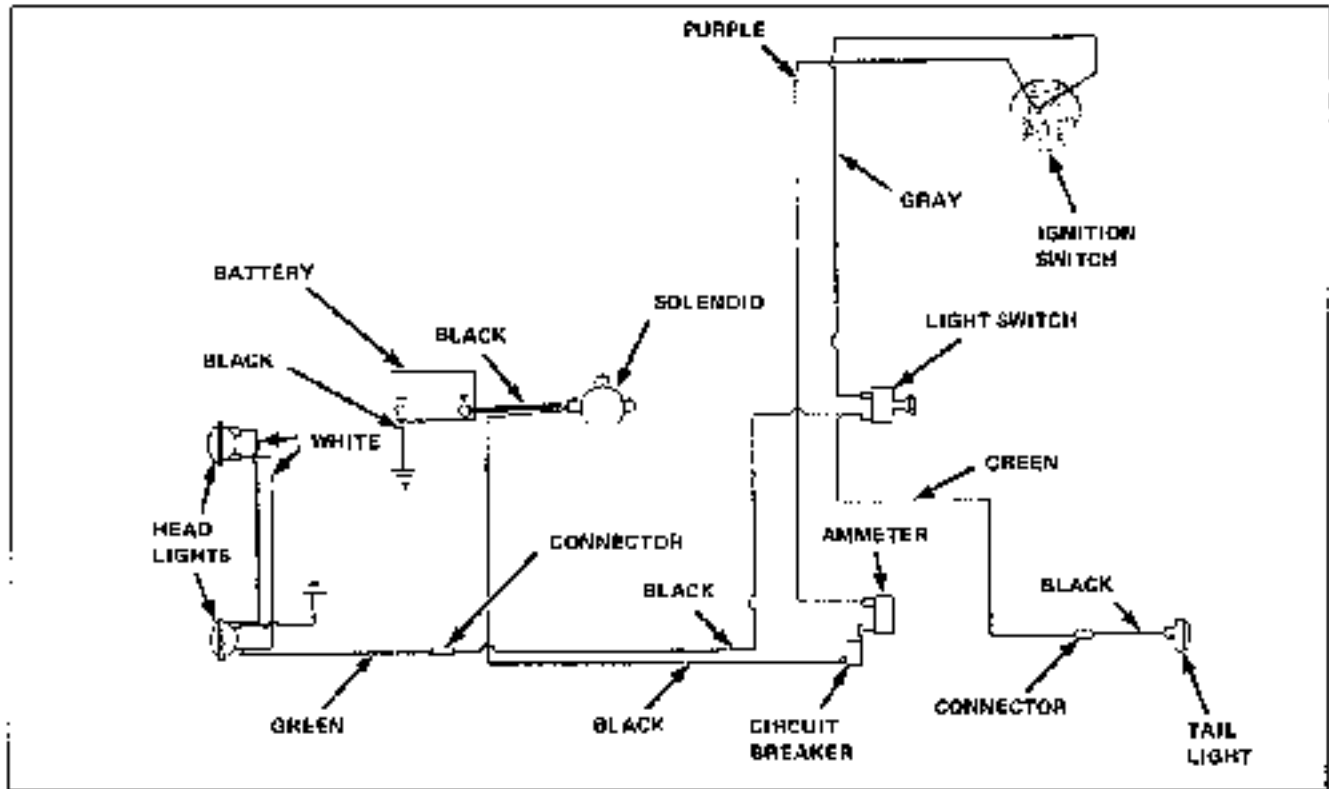 PURPLE
GRAY
IGNITION
SWITCH
BATTERY
SOLENOID
BLACK
LIGHT SWITCH
BLACK
WHITE
GREEN
HEAD
LIGHTS
CONNECTOR
AMMETER
BLACK
BLACK
GREEN
BLACK
CIRCUIT
BREAKER
CONNECTOR
TAIL
LIGHT